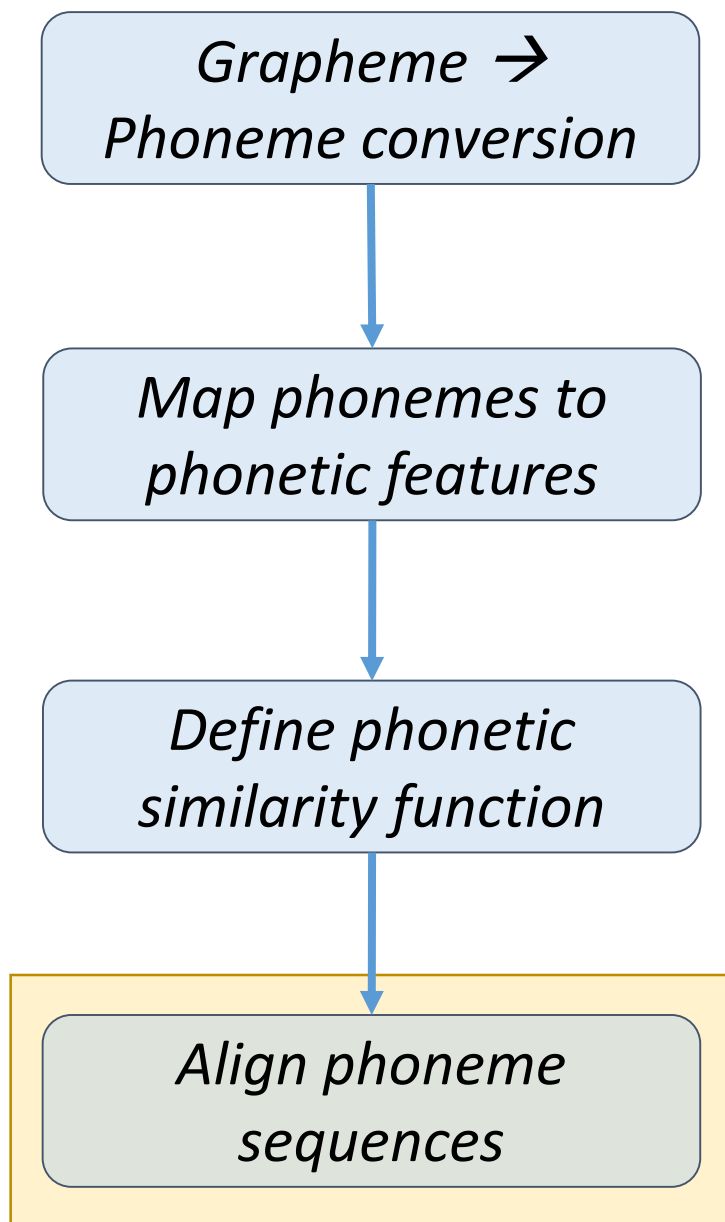 Grapheme →
Phoneme conversion
Map phonemes to
phonetic features
Define phonetic
similarity function
Align phoneme
sequences